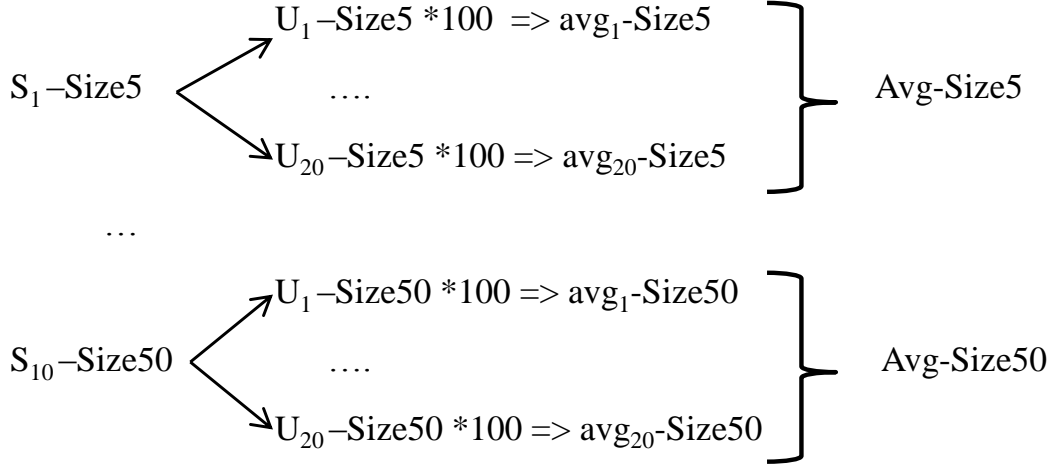 U₁–Size5 *100 => avg₁-Size5
S₁–Size5 …. Avg-Size5
U₂₀–Size5 *100 => avg₂₀-Size5
…
U₁–Size50 *100 => avg₁-Size50
S₁₀–Size50 …. Avg-Size50
U₂₀–Size50 *100 => avg₂₀-Size50